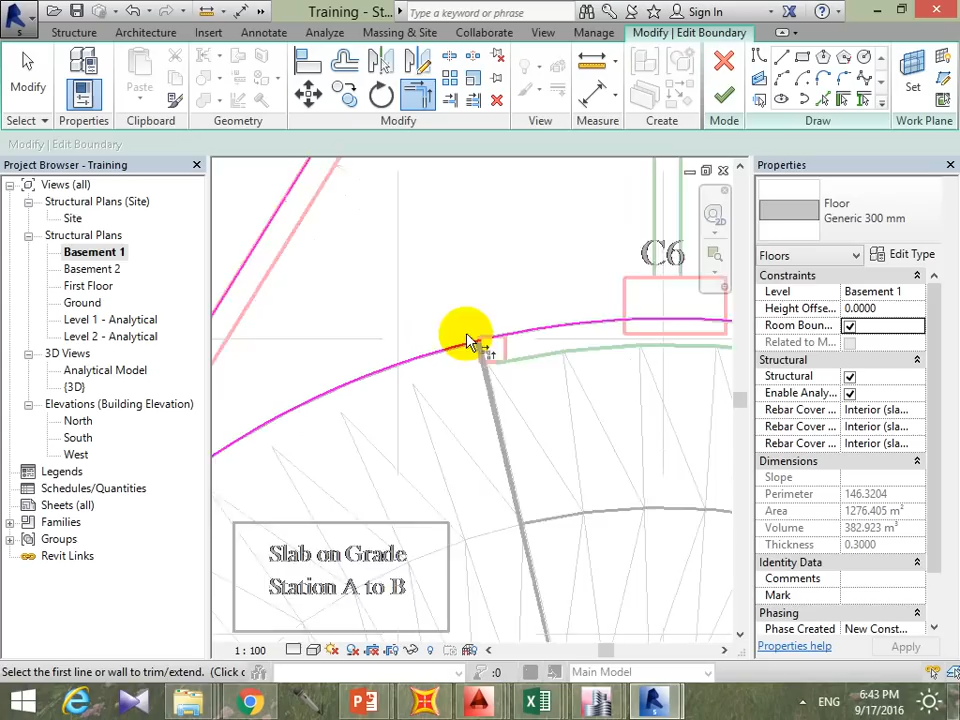 Training - St...
Type a keyword or phrase
Sign In
Structure
Architecture
Insert
Annotate
Analyze
Massing & Site
Collaborate
View
Manage
Modify | Edit Boundary
Modify
Paste
Set
Select
Properties
Clipboard
Geometry
Modify
View
Measure
Create
Mode
Draw
Work Plane
Modify | Edit Boundary
Project Browser - Training
Views (all)
Structural Plans (Site)
Site
Structural Plans
Basement 1
Basement 2
First Floor
Ground
Level 1 - Analytical
Level 2 - Analytical
3D Views
Analytical Model
{3D}
Elevations (Building Elevation)
North
South
West
Legends
Schedules/Quantities
Sheets (all)
Families
Groups
Revit Links
C6
2D
Slab on Grade
Station A to B
1 : 100
Properties
Floor
Generic 300 mm
Floors
Edit Type
Constraints
Level Basement 1
Height Offse... 0.0000
Room Boun...
Related to M...
Structural
Structural
Enable Analy...
Rebar Cover ... Interior (sla...
Rebar Cover ... Interior (sla...
Rebar Cover ... Interior (sla...
Dimensions
Slope
Perimeter 146.3204
Area 1276.405 m²
Volume 382.923 m³
Thickness 0.3000
Identity Data
Comments
Mark
Phasing
Phase Created New Const...
Properties help
Apply
Select the first line or wall to trim/extend. (Click o
:0
Main Model
ENG
6:43 PM
9/17/2016